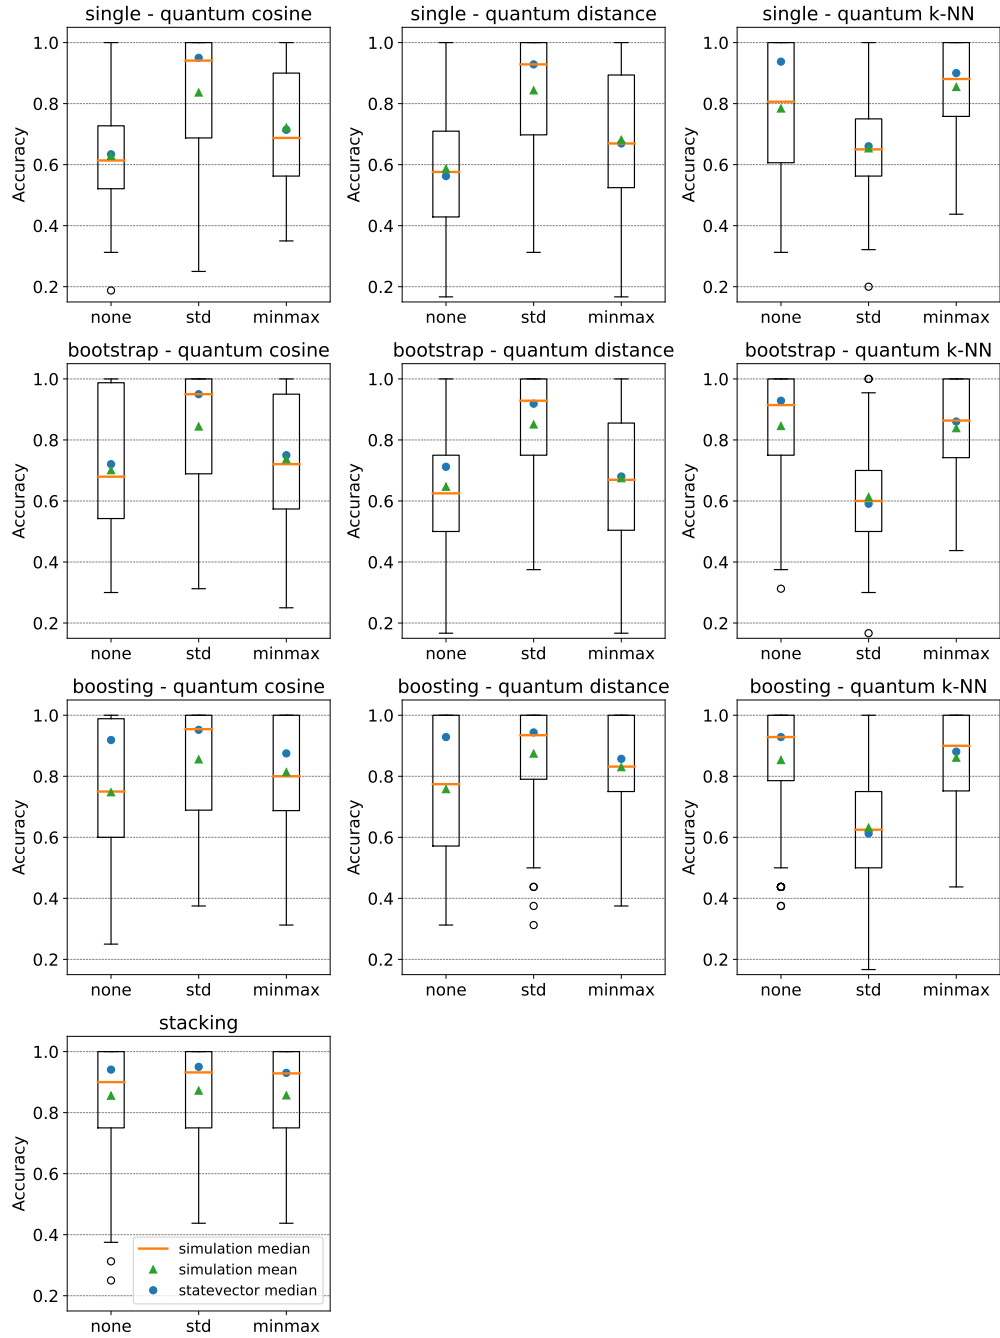 single - quantum cosine
single - quantum distance
single - quantum k-NN
Accuracy
1.0
0.8
0.6
0.4
0.2
none std minmax
Accuracy
1.0
0.8
0.6
0.4
0.2
none std minmax
Accuracy
1.0
0.8
0.6
0.4
0.2
none std minmax
bootstrap - quantum cosine
bootstrap - quantum distance
bootstrap - quantum k-NN
Accuracy
1.0
0.8
0.6
0.4
0.2
none std minmax
Accuracy
1.0
0.8
0.6
0.4
0.2
none std minmax
Accuracy
1.0
0.8
0.6
0.4
0.2
none std minmax
boosting - quantum cosine
boosting - quantum distance
boosting - quantum k-NN
Accuracy
1.0
0.8
0.6
0.4
0.2
none std minmax
Accuracy
1.0
0.8
0.6
0.4
0.2
none std minmax
Accuracy
1.0
0.8
0.6
0.4
0.2
none std minmax
stacking
Accuracy
1.0
0.8
0.6
0.4
0.2
simulation median
simulation mean
statevector median
none std minmax